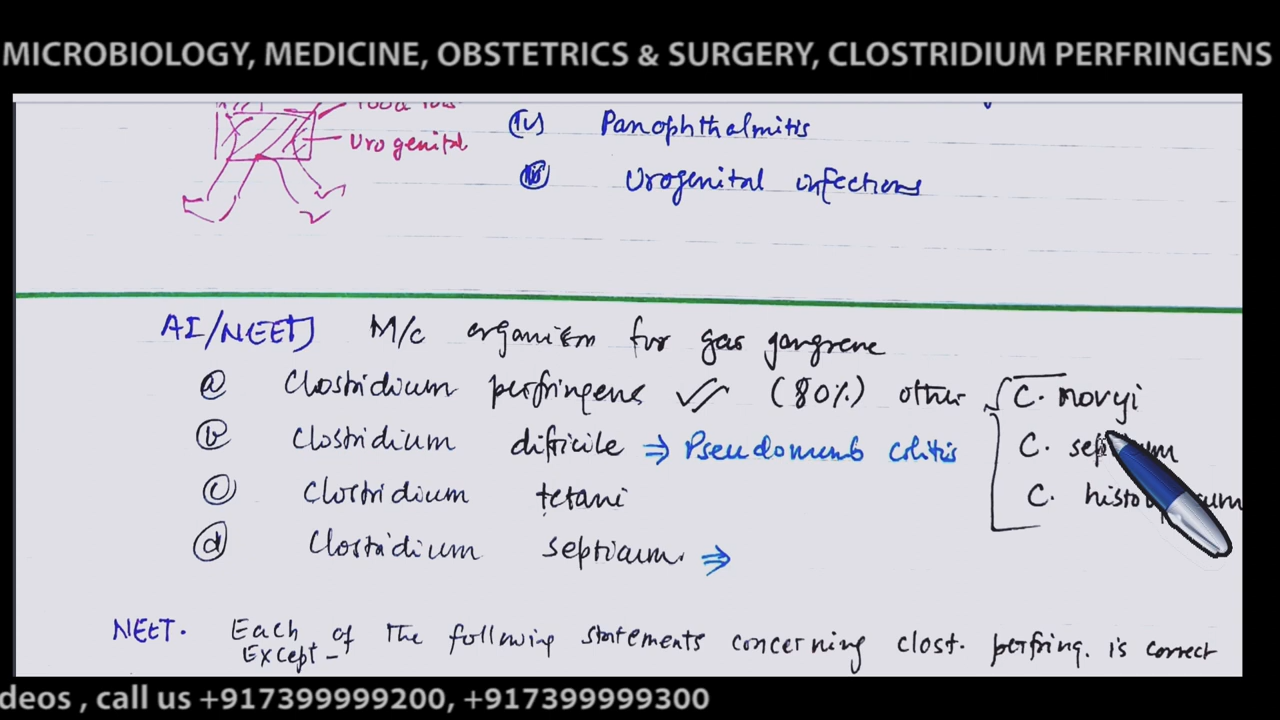 MICROBIOLOGY, MEDICINE, OBSTETRICS & SURGERY, CLOSTRIDIUM PERFRINGENS
(iv) Panophthalmitis
Urogenital
Urogenital infections
AI/NEET] M/c organism for gas gangrene
(a) Clostridium perfringens ✓✓ (80%) other C. novyi
(b) Clostridium dificile ⇒ Pseudomemb colitis C. septicum
(c) Clostridium tetani C.
(d) Clostridium septicum. ⇒
NEET. Each of the following statements concerning clost. perfring. is correct
EXCEPT -
deos , call us +917399999200, +917399999300